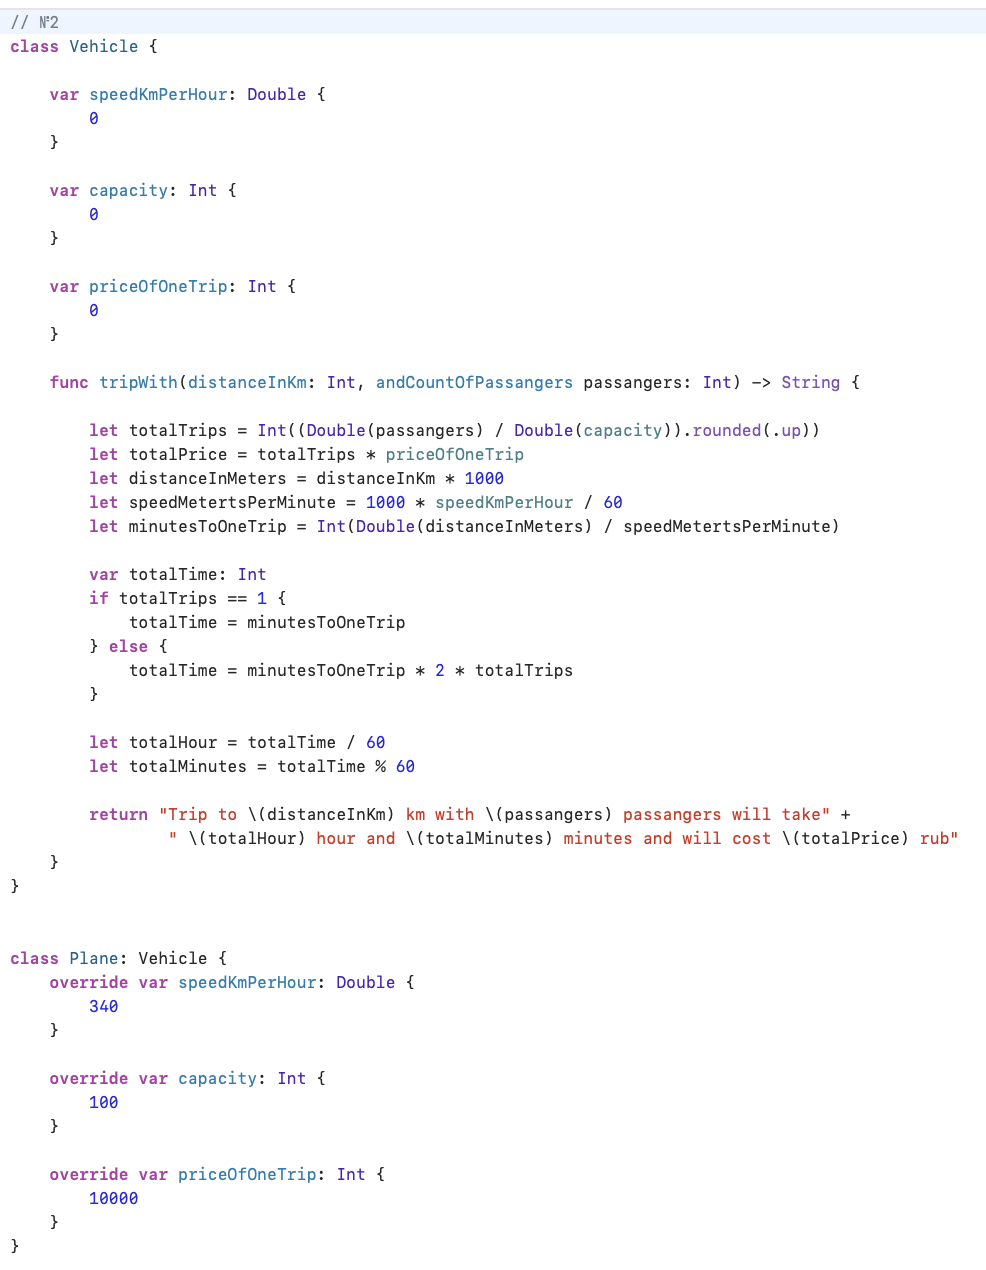 // №2
class Vehicle {
    var speedKmPerHour: Double {
        0
    }
    var capacity: Int {
        0
    }
    var priceOfOneTrip: Int {
        0
    }
    func tripWith(distanceInKm: Int, andCountOfPassangers passangers: Int) -> String {
        let totalTrips = Int((Double(passangers) / Double(capacity)).rounded(.up))
        let totalPrice = totalTrips * priceOfOneTrip
        let distanceInMeters = distanceInKm * 1000
        let speedMetertsPerMinute = 1000 * speedKmPerHour / 60
        let minutesToOneTrip = Int(Double(distanceInMeters) / speedMetertsPerMinute)
        var totalTime: Int
        if totalTrips == 1 {
            totalTime = minutesToOneTrip
        } else {
            totalTime = minutesToOneTrip * 2 * totalTrips
        }
        let totalHour = totalTime / 60
        let totalMinutes = totalTime % 60
        return "Trip to \(distanceInKm) km with \(passangers) passangers will take" +
                " \(totalHour) hour and \(totalMinutes) minutes and will cost \(totalPrice) rub"
    }
}
class Plane: Vehicle {
    override var speedKmPerHour: Double {
        340
    }
    override var capacity: Int {
        100
    }
    override var priceOfOneTrip: Int {
        10000
    }
}